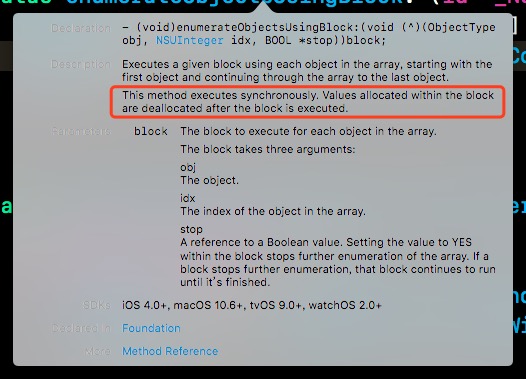 enumerateObjectsUsingBlock:
Declaration - (void)enumerateObjectsUsingBlock:(void (^)(ObjectType
obj, NSUInteger idx, BOOL *stop))block;
Description Executes a given block using each object in the array, starting with the
first object and continuing through the array to the last object.
This method executes synchronously. Values allocated within the block
are deallocated after the block is executed.
Parameters block The block to execute for each object in the array.
The block takes three arguments:
obj
The object.
idx
The index of the object in the array.
stop
A reference to a Boolean value. Setting the value to YES
within the block stops further enumeration of the array. If a
block stops further enumeration, that block continues to run
until it's finished.
SDKs iOS 4.0+, macOS 10.6+, tvOS 9.0+, watchOS 2.0+
Declared In Foundation
More Method Reference